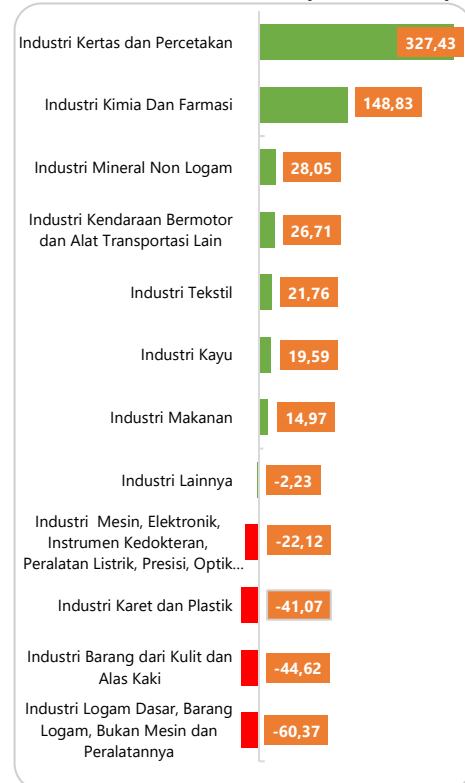 Industri Kertas dan Percetakan
327,43
Industri Kimia Dan Farmasi
148,83
Industri Mineral Non Logam
28,05
Industri Kendaraan Bermotor
dan Alat Transportasi Lain
26,71
Industri Tekstil
21,76
Industri Kayu
19,59
Industri Makanan
14,97
Industri Lainnya
-2,23
Industri  Mesin, Elektronik,
Instrumen Kedokteran,
Peralatan Listrik, Presisi, Optik...
-22,12
Industri Karet dan Plastik
-41,07
Industri Barang dari Kulit dan
Alas Kaki
-44,62
Industri Logam Dasar, Barang
Logam, Bukan Mesin dan
Peralatannya
-60,37